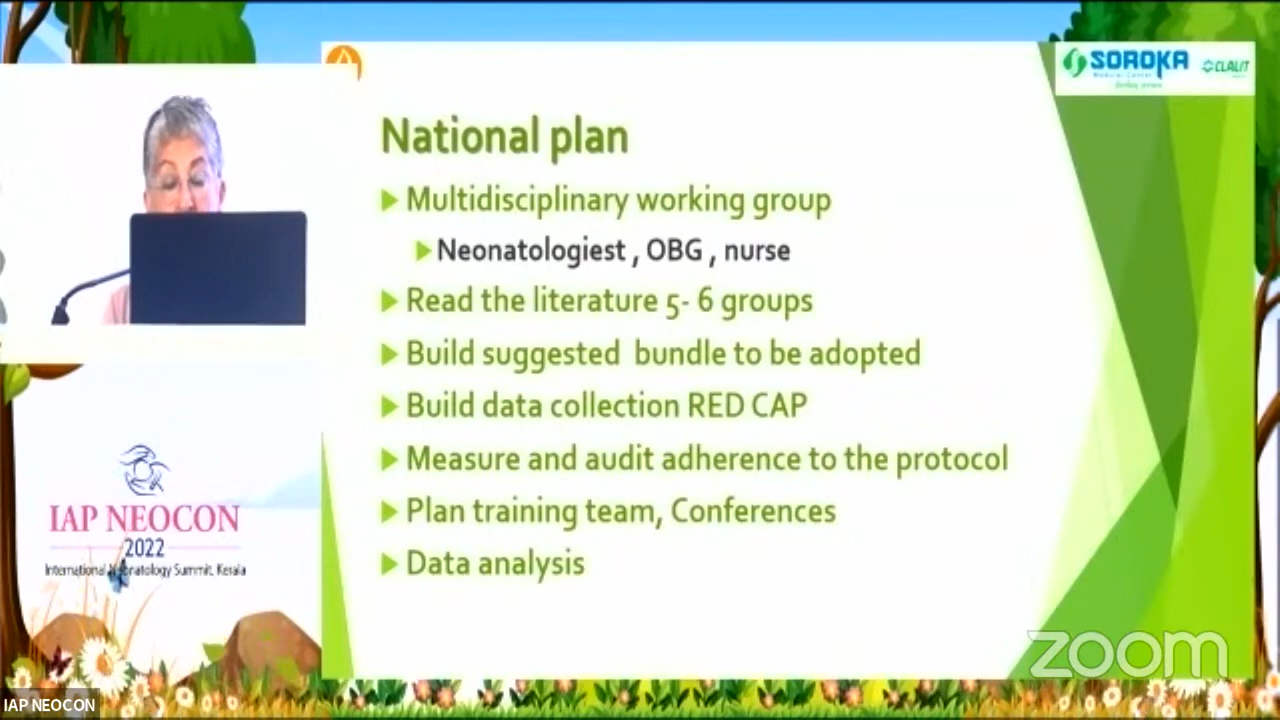 SOROKA
Medical Center
CLALIT
National plan
Multidisciplinary working group
Neonatologiest , OBG , nurse
Read the literature 5- 6 groups
Build suggested  bundle to be adopted
Build data collection RED CAP
Measure and audit adherence to the protocol
Plan training team, Conferences
Data analysis
IAP NEOCON
2022
International Neonatology Summit, Kerala
zoom
IAP NEOCON